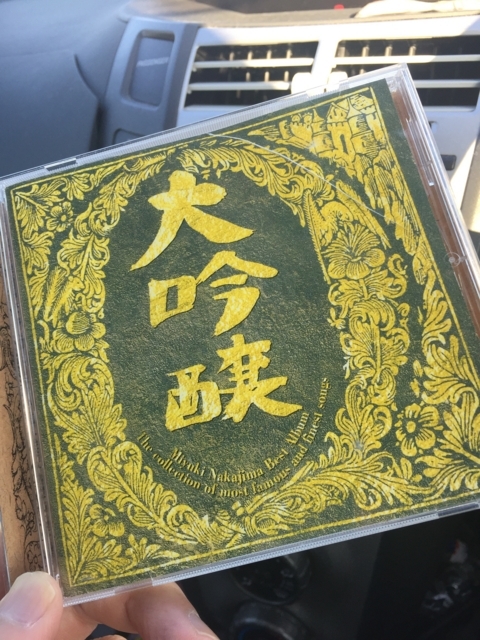 大
吟
醸
Miyuki Nakajima Best Album
The collection of most famous and finest songs